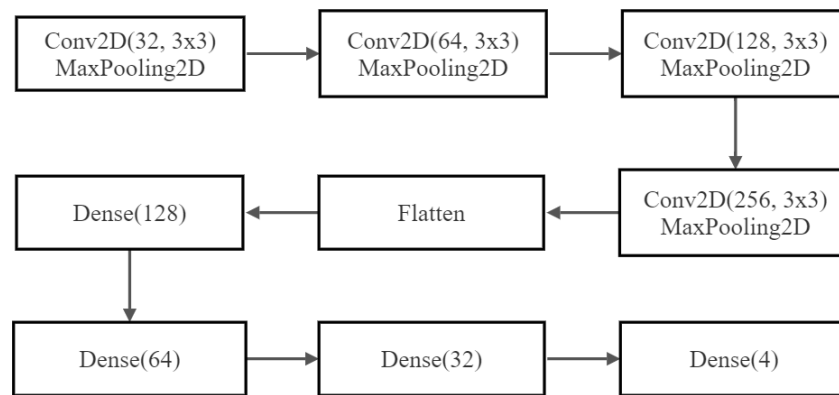 Conv2D(32, 3x3)
MaxPooling2D
Conv2D(64, 3x3)
MaxPooling2D
Conv2D(128, 3x3)
MaxPooling2D
Conv2D(256, 3x3)
MaxPooling2D
Flatten
Dense(128)
Dense(64)
Dense(32)
Dense(4)